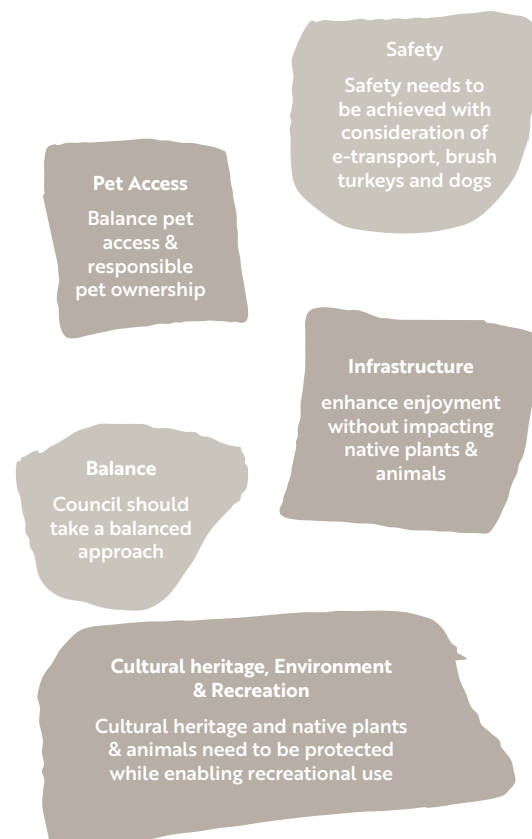 Safety
Safety needs to
be achieved with
consideration of
e-transport, brush
turkeys and dogs
Pet Access
Balance pet
access &
responsible
pet ownership
Infrastructure
enhance enjoyment
without impacting
native plants &
animals
Balance
Council should
take a balanced
approach
Cultural heritage, Environment
& Recreation
Cultural heritage and native plants
& animals need to be protected
while enabling recreational use